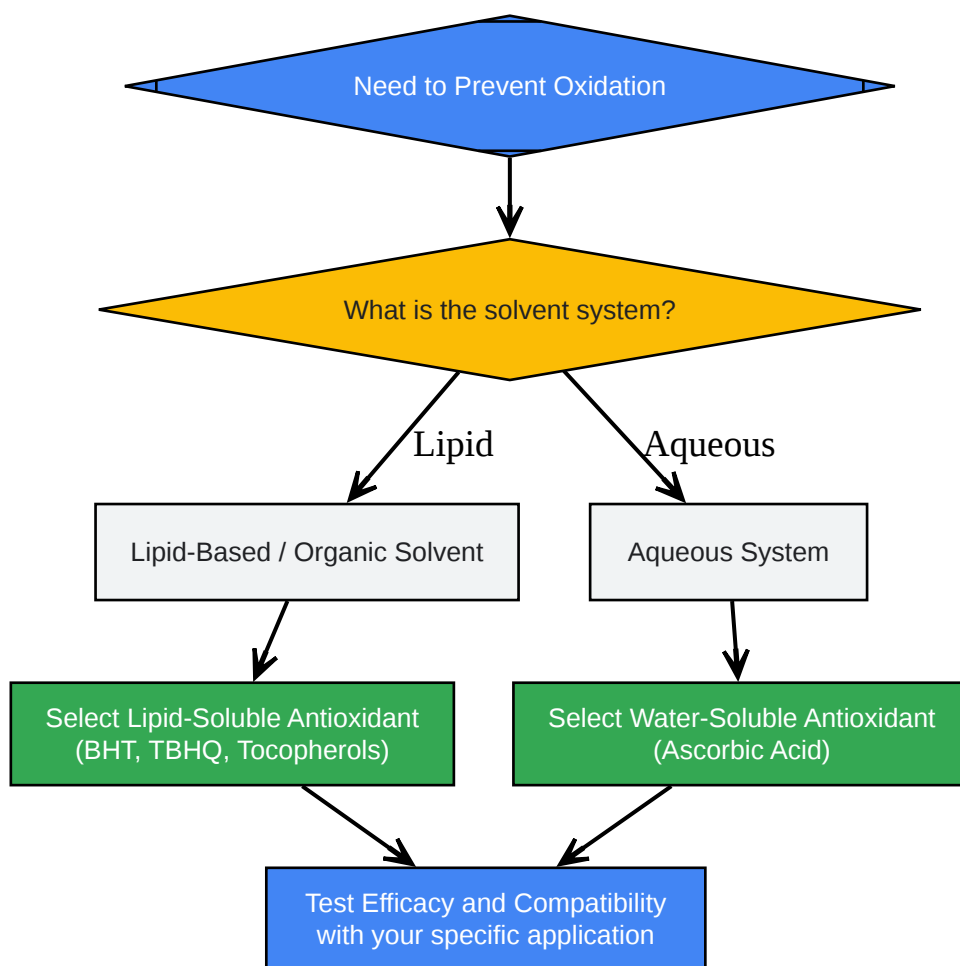 Need to Prevent Oxidation
What is the solvent system?
Lipid
Aqueous
Lipid-Based / Organic Solvent
Aqueous System
Select Lipid-Soluble Antioxidant
(BHT, TBHQ, Tocopherols)
Select Water-Soluble Antioxidant
(Ascorbic Acid)
Test Efficacy and Compatibility
with your specific application